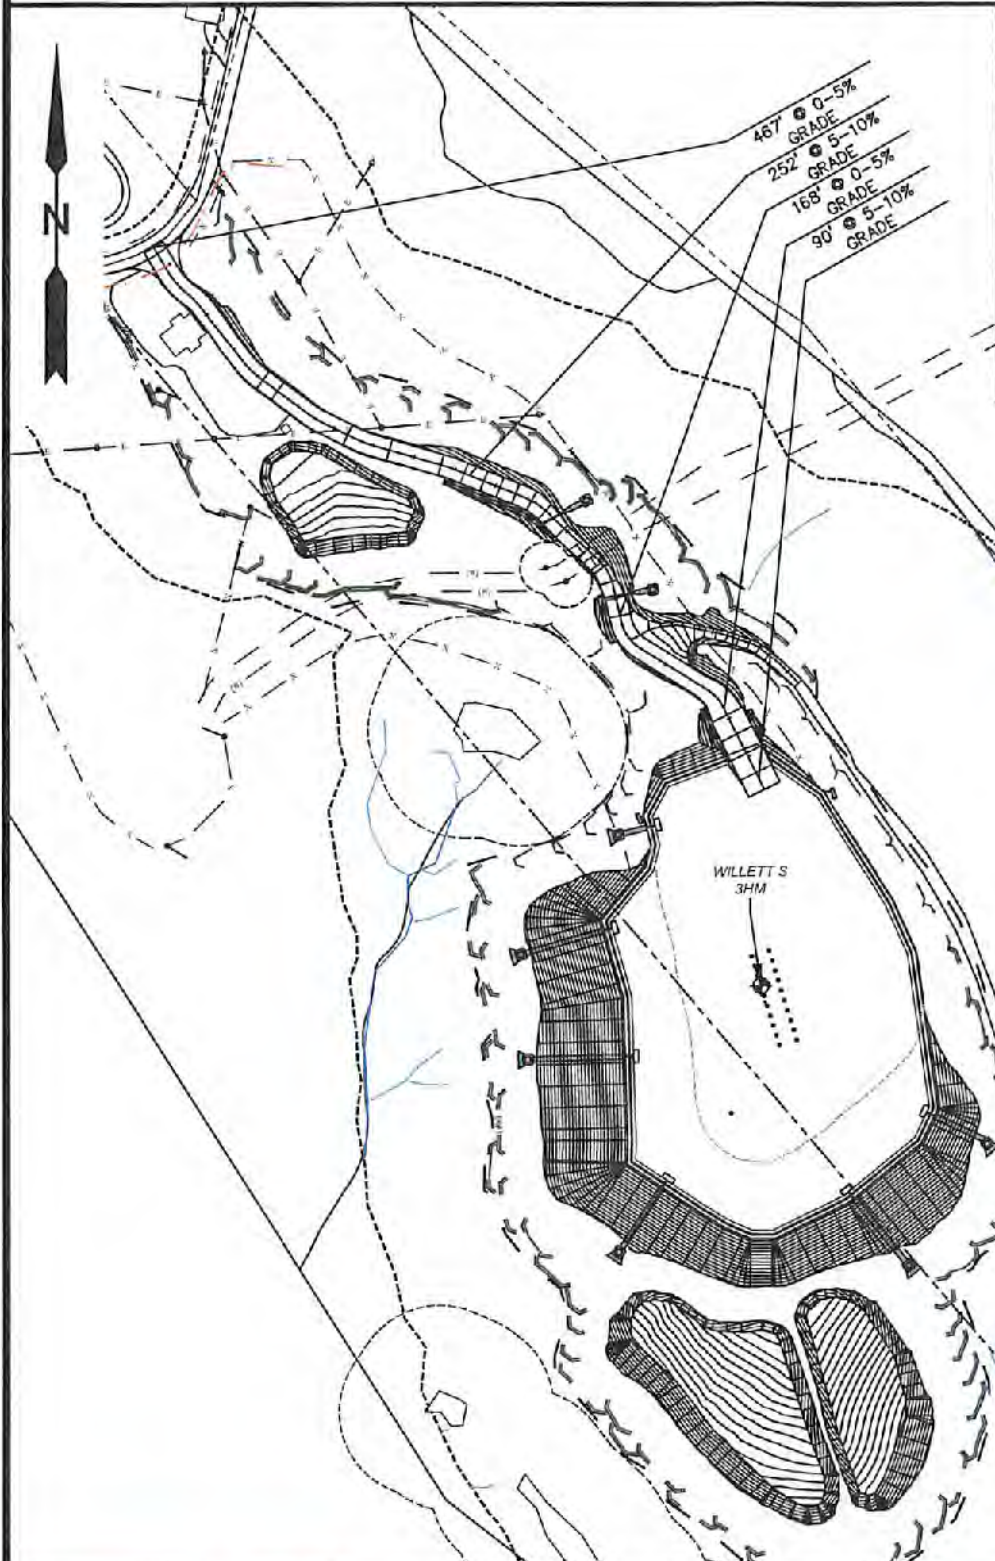 N
467' @ 0-5%
GRADE
252' @ 5-10%
GRADE
168' @ 0-5%
GRADE
90' @ 5-10%
GRADE
WILLETT S
3HM